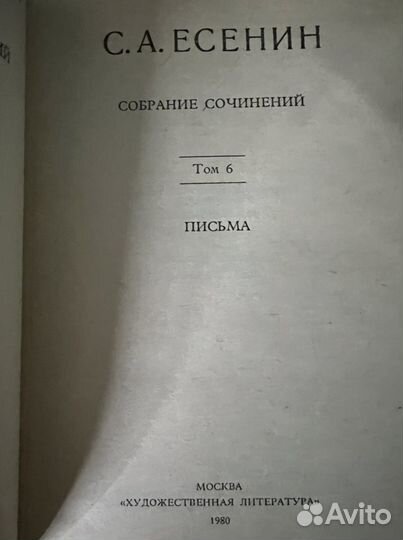 С. А. ЕСЕНИН
СОБРАНИЕ СОЧИНЕНИЙ
Том 6
ПИСЬМА
МОСКВА
«ХУДОЖЕСТВЕННАЯ ЛИТЕРАТУРА»
1980
Avito